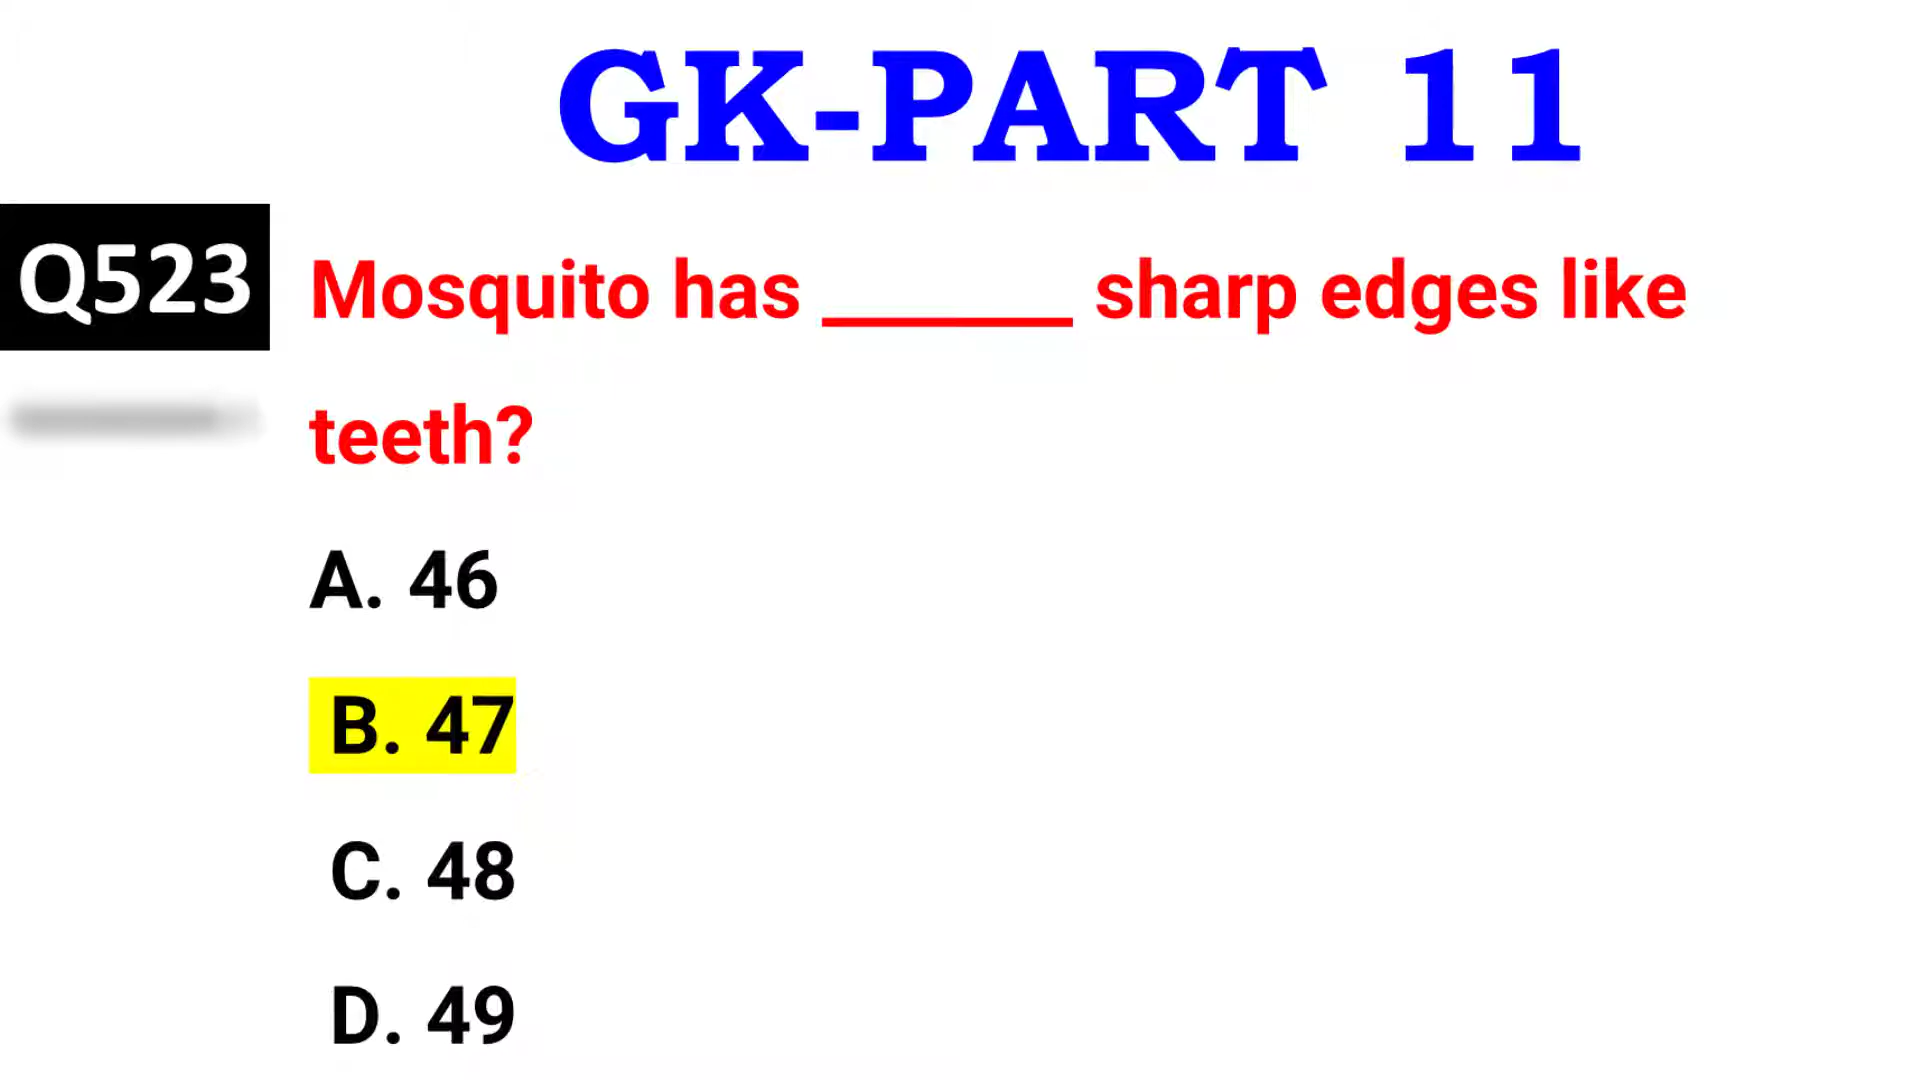 GK-PART 11
Q523
Mosquito has ______ sharp edges like
teeth?
A. 46
B. 47
C. 48
D. 49